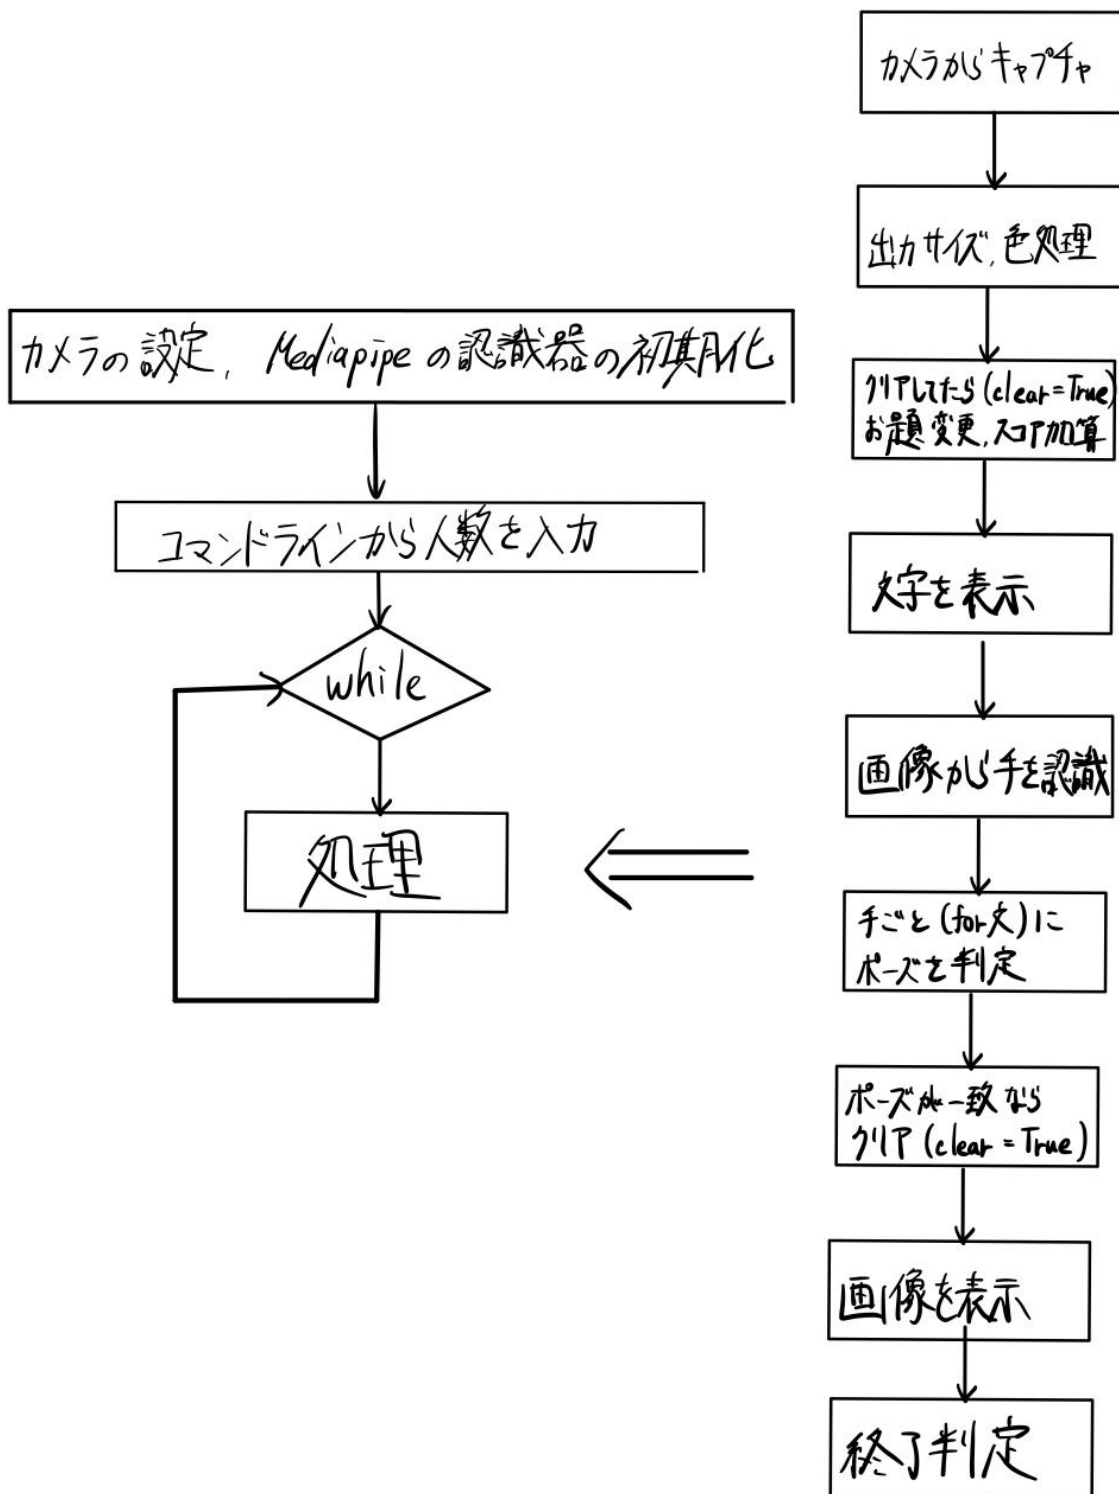 カメラの設定, Mediapipeの認識器の初期化
コマンドラインから人数を入力
while
処理
カメラからキャプチャ
出力サイズ, 色処理
クリアしてたら(clear=True)
お題変更, スコア加算
文字を表示
画像から手を認識
手ごと(for文)に
ポーズを判定
ポーズが一致なら
クリア(clear = True)
画像を表示
終了判定